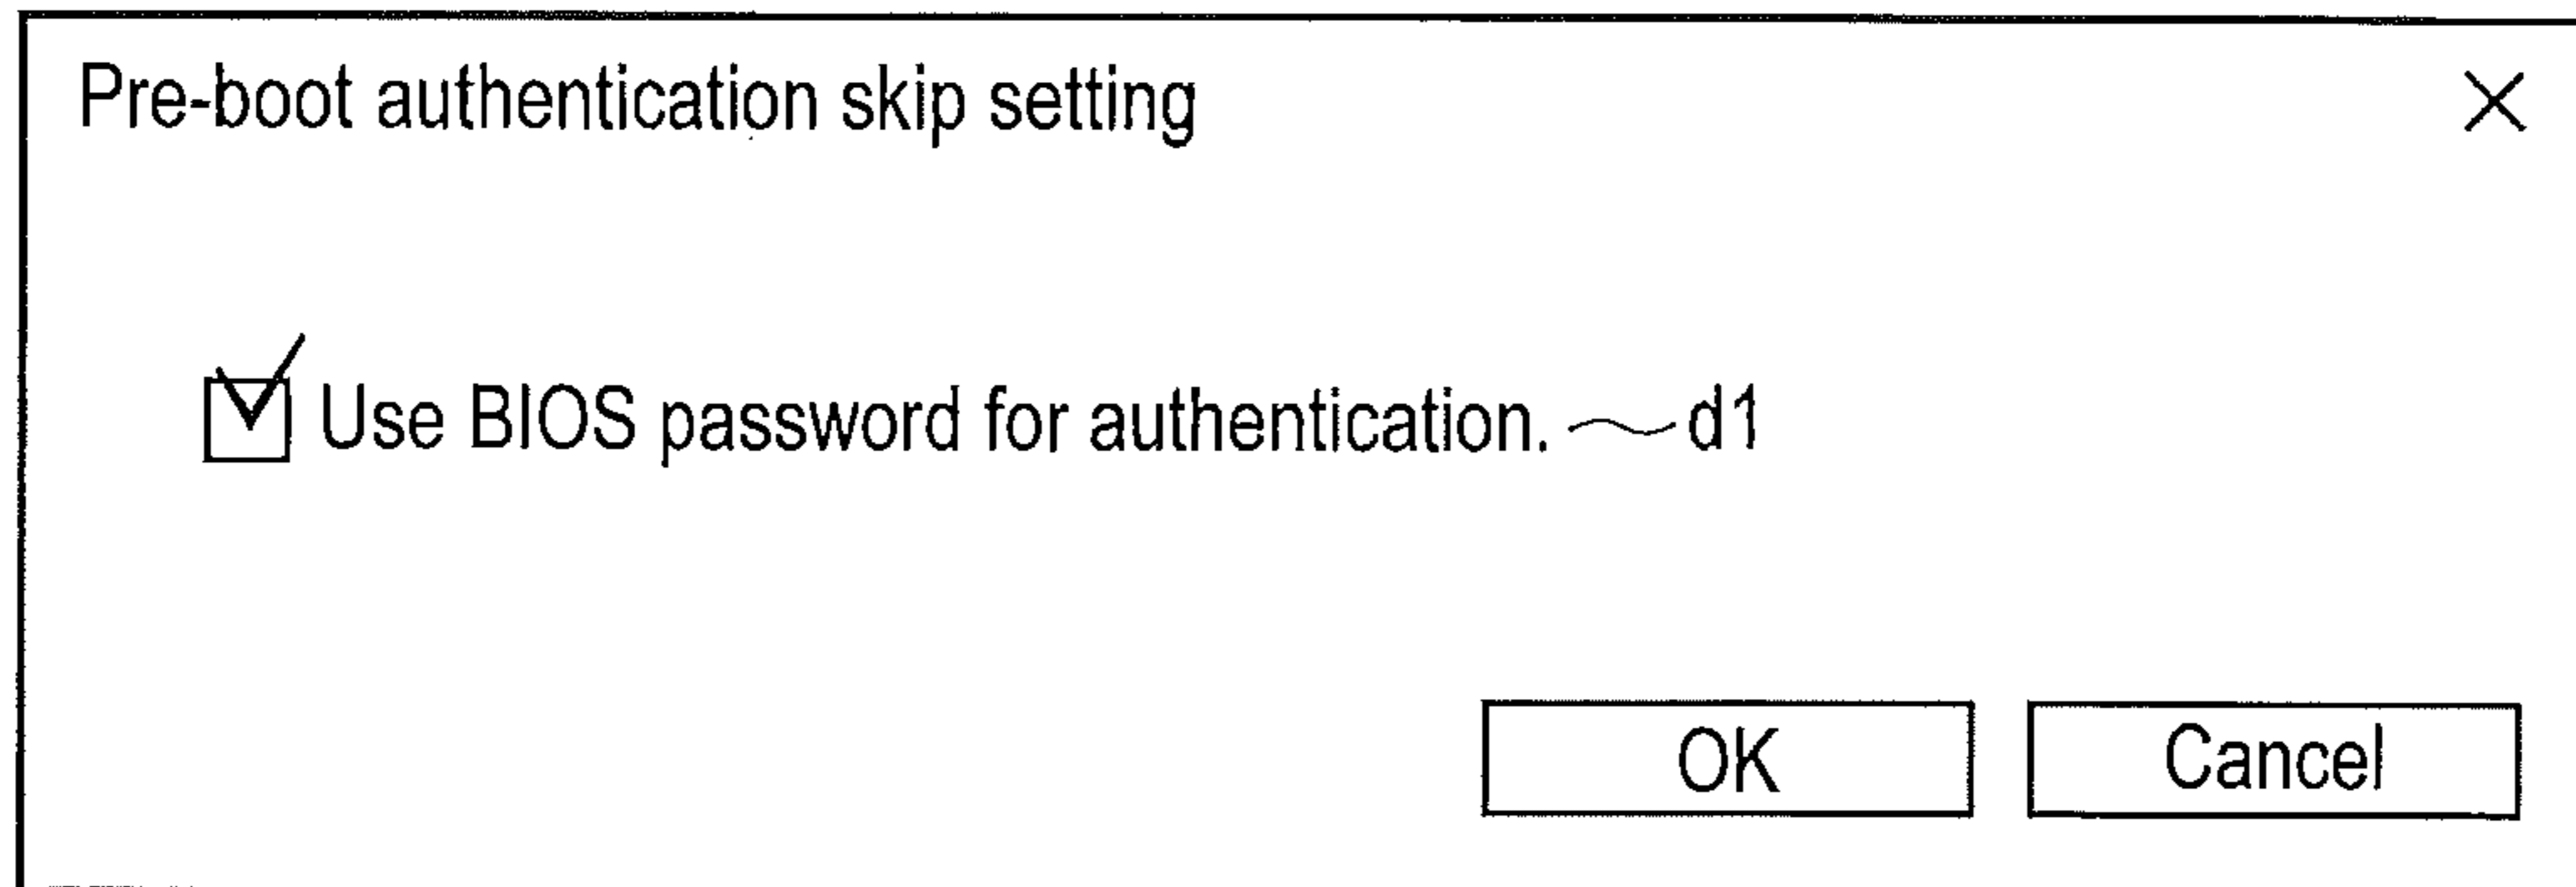 Pre-boot authentication skip setting
Use BIOS password for authentication. d1
OK Cancel